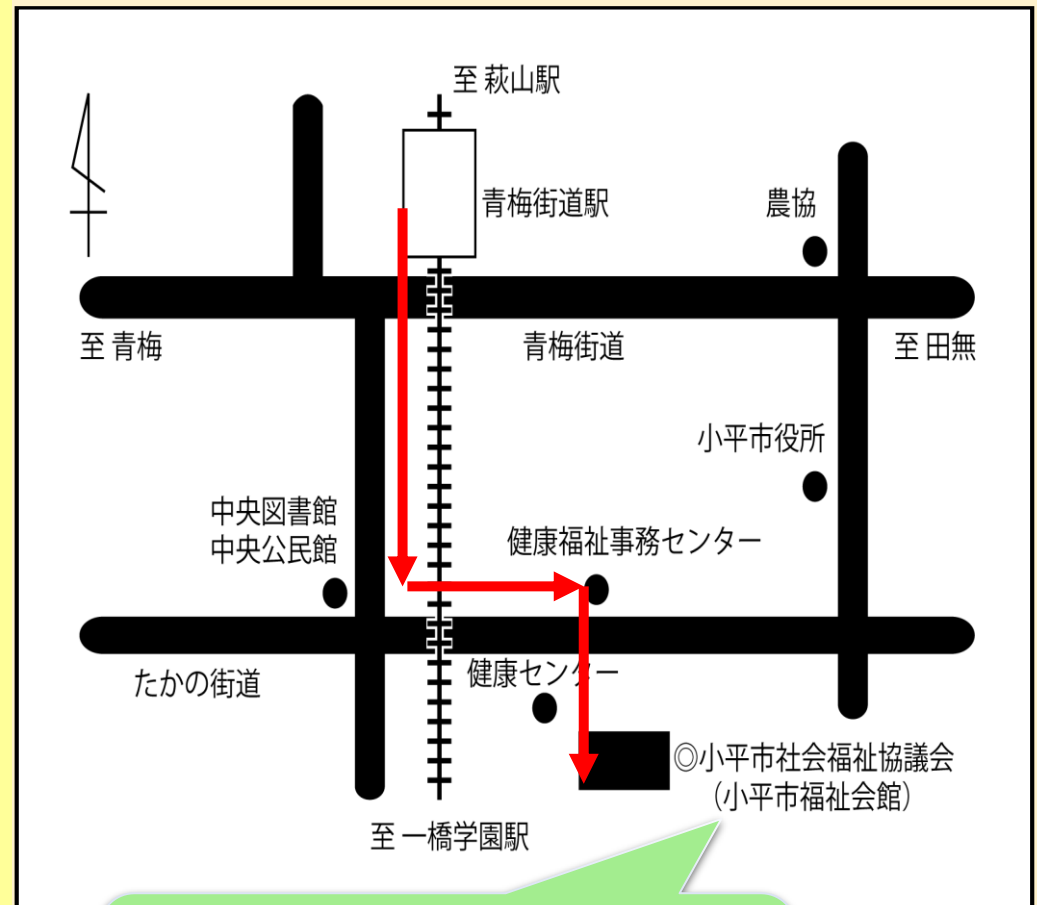 至 萩山駅
青梅街道駅
農協
至 青梅
青梅街道
至 田無
小平市役所
中央図書館
中央公民館
健康福祉事務センター
たかの街道
健康センター
◎小平市社会福祉協議会
（小平市福祉会館）
至 一橋学園駅